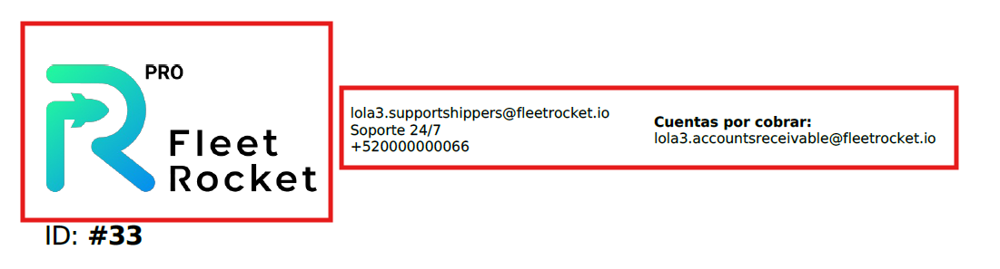 PRO
Fleet
Rocket
lola3.supportshippers@fleetrocket.io
Soporte 24/7
+520000000066
Cuentas por cobrar:
lola3.accountsreceivable@fleetrocket.io
ID: #33